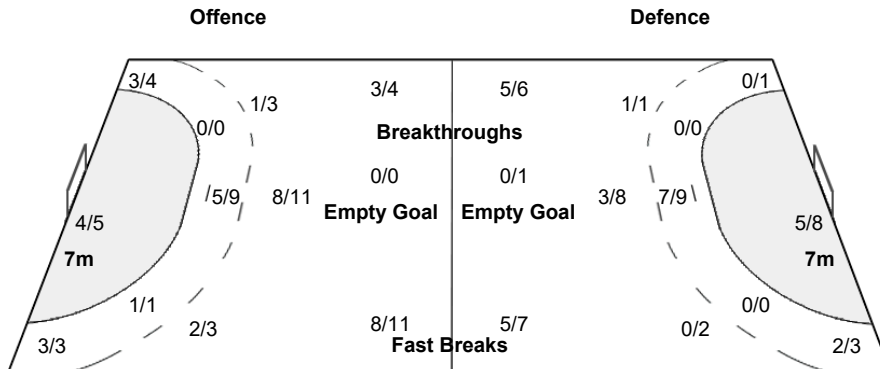 Offence Defence
3/4 3/4 5/6 0/1
1/3 1/1
0/0 Breakthroughs 0/0
0/0 0/1
5/9 8/11 3/8 7/9
4/5 Empty Goal Empty Goal 5/8
7m 7m
1/1 0/0
2/3 8/11 5/7 0/2
3/3 Fast Breaks 2/3